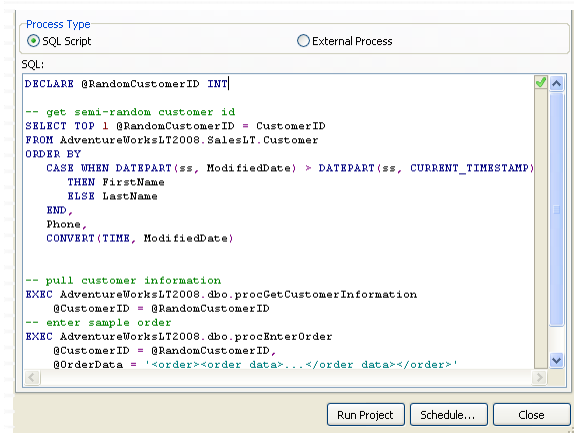 Process Type
SQL Script
External Process
SQL:
DECLARE @RandomCustomerID INT
-- get semi-random customer id
SELECT TOP 1 @RandomCustomerID = CustomerID
FROM AdventureWorksLT2008.SalesLT.Customer
ORDER BY
CASE WHEN DATEPART(ss, ModifiedDate) > DATEPART(ss, CURRENT_TIMESTAMP)
THEN FirstName
ELSE LastName
END,
Phone,
CONVERT(TIME, ModifiedDate)
-- pull customer information
EXEC AdventureWorksLT2008.dbo.procGetCustomerInformation
@CustomerID = @RandomCustomerID
-- enter sample order
EXEC AdventureWorksLT2008.dbo.procEnterOrder
@CustomerID = @RandomCustomerID,
@OrderData = '<order><order data>...</order data></order>'
Run Project
Schedule...
Close